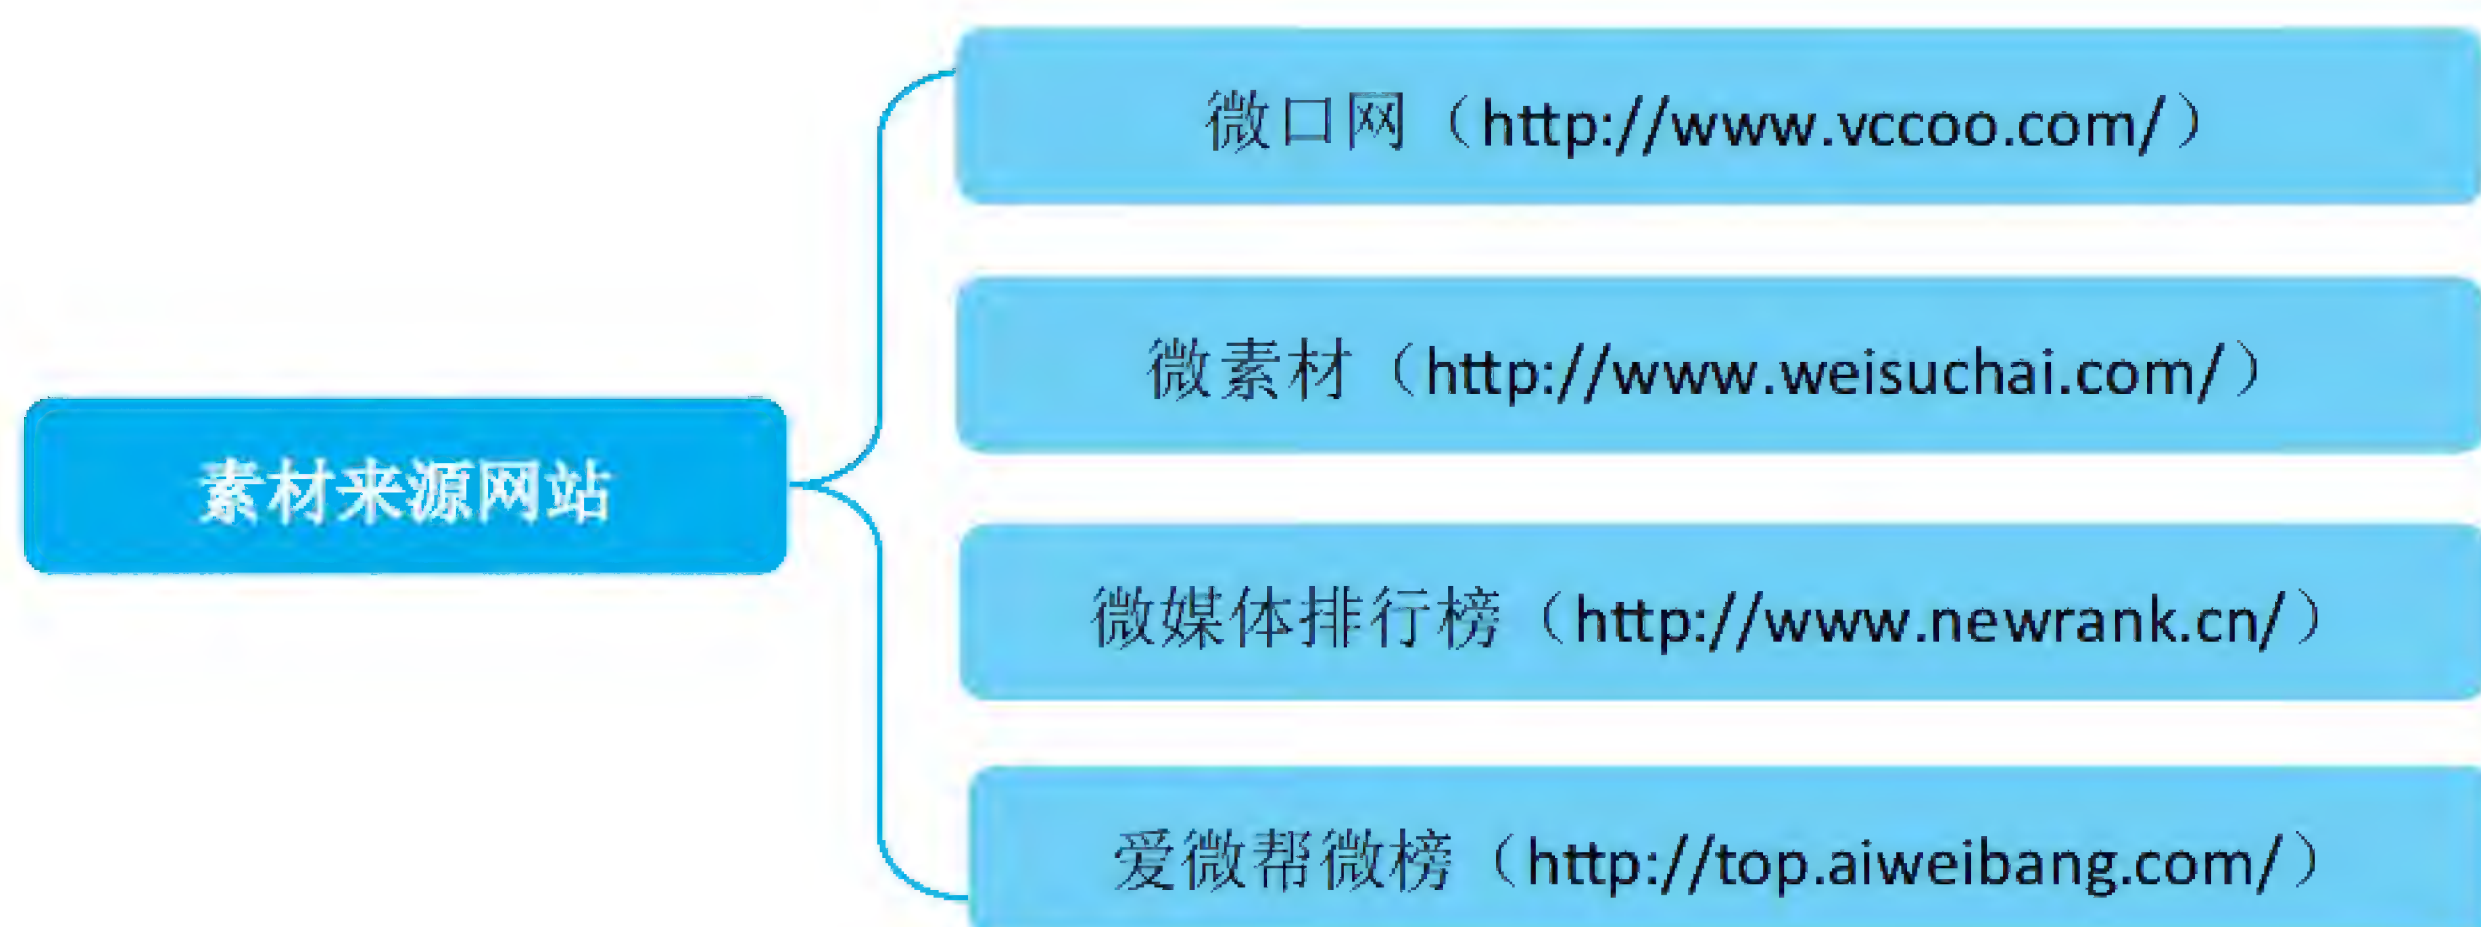 微口网（http://www.vccoo.com/）
微素材（http://www.weisuchai.com/）
素材来源网站
微媒体排行榜（http://www.newrank.cn/）
爱微帮微榜（http://top.aiweibang.com/）